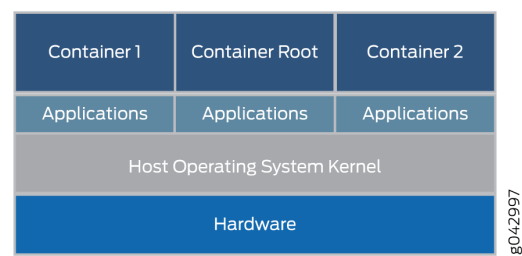 Container 1
Container Root
Container 2
Applications
Applications
Applications
Host Operating System Kernel
Hardware
g042997